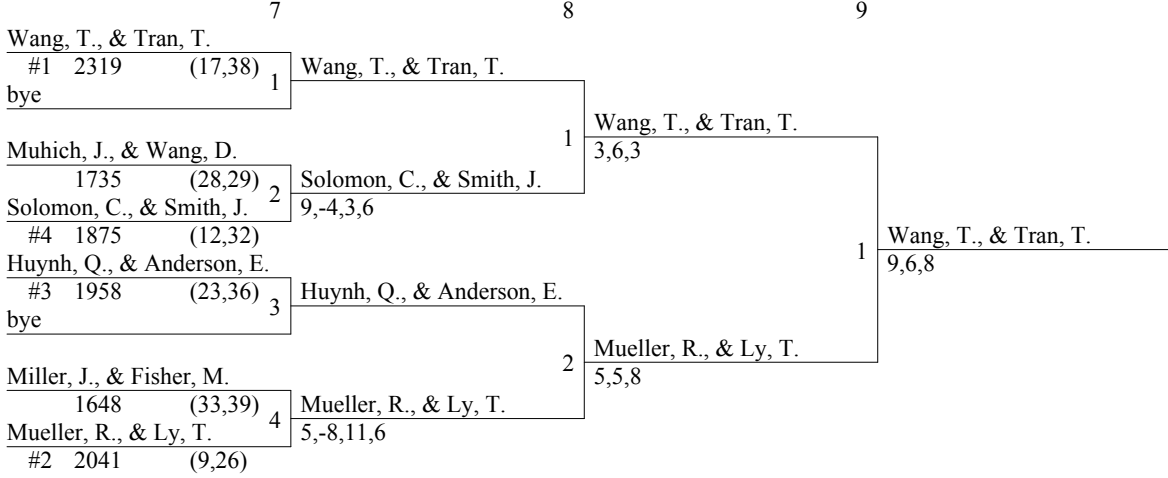 7 8 9
Wang, T., & Tran, T.
#1 2319 (17,38)
1
Wang, T., & Tran, T.
bye
1
Wang, T., & Tran, T.
3,6,3
Muhich, J., & Wang, D.
1735 (28,29)
2
Solomon, C., & Smith, J.
9,-4,3,6
Solomon, C., & Smith, J.
#4 1875 (12,32)
1
Wang, T., & Tran, T.
9,6,8
Huynh, Q., & Anderson, E.
#3 1958 (23,36)
3
Huynh, Q., & Anderson, E.
bye
2
Mueller, R., & Ly, T.
5,5,8
Miller, J., & Fisher, M.
1648 (33,39)
4
Mueller, R., & Ly, T.
5,-8,11,6
Mueller, R., & Ly, T.
#2 2041 (9,26)